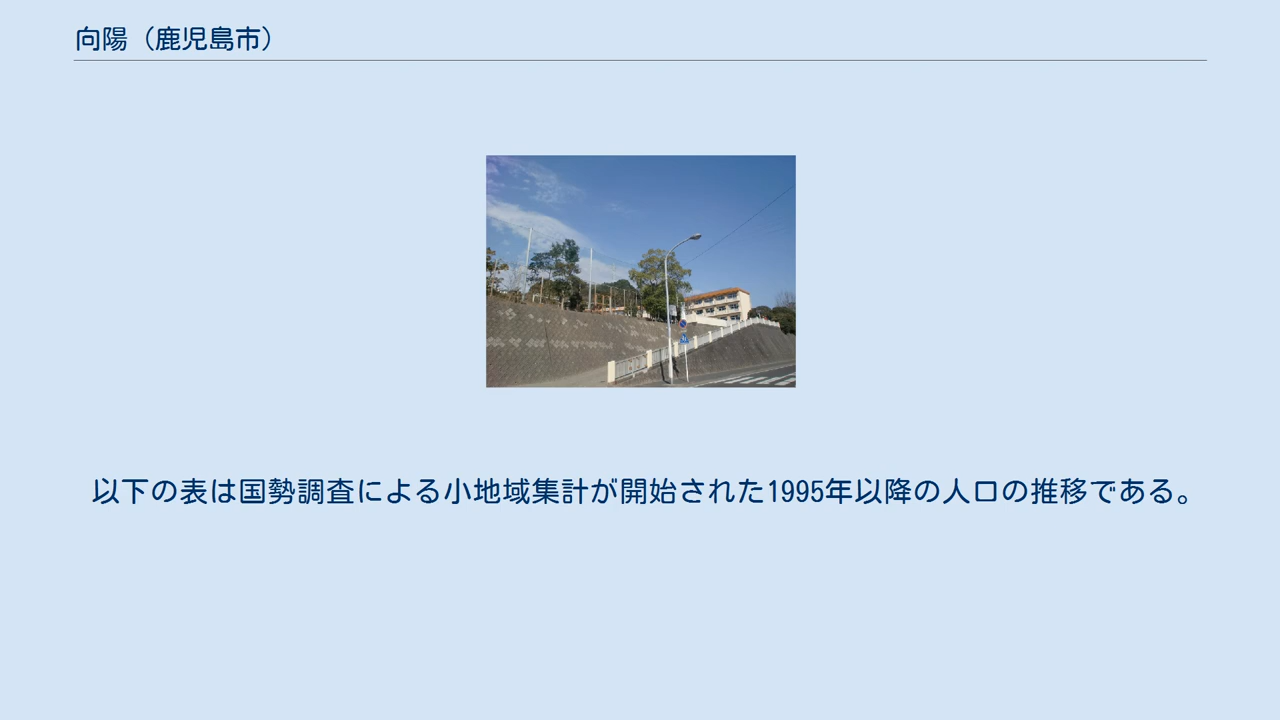 向陽（鹿児島市）
以下の表は国勢調査による小地域集計が開始された1995年以降の人口の推移である。